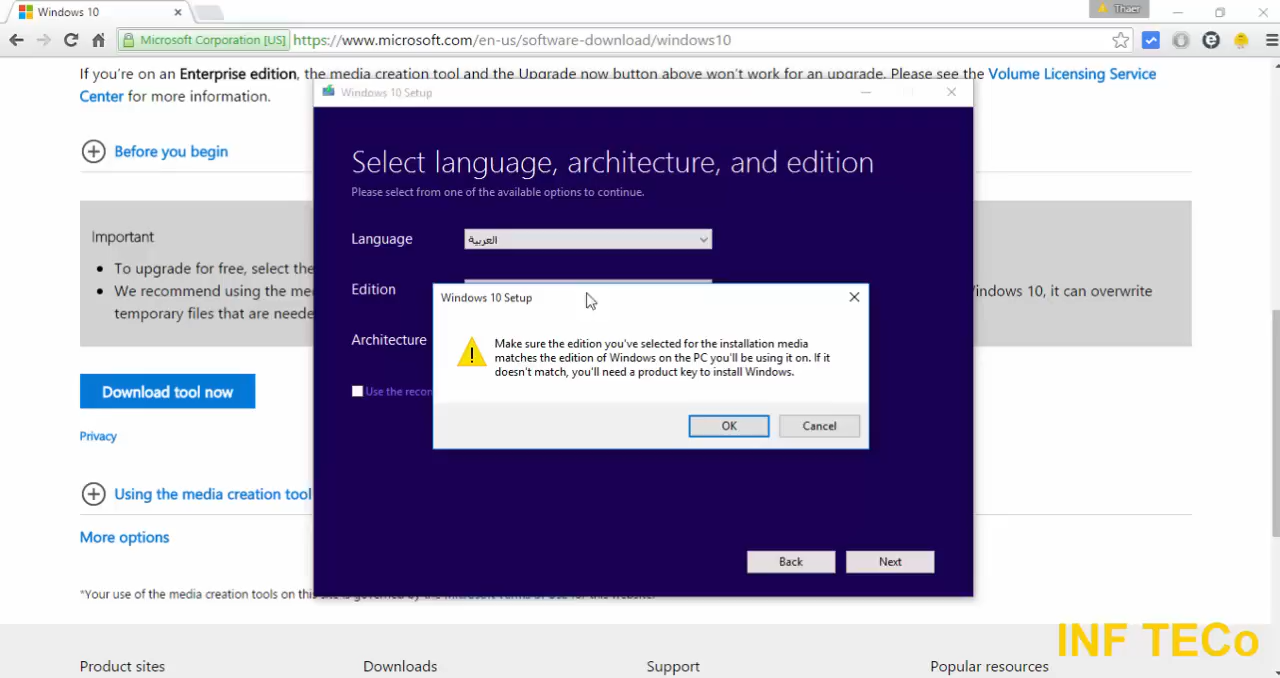 Windows 10
Thaer
Microsoft Corporation [US] https://www.microsoft.com/en-us/software-download/windows10
If you're on an Enterprise edition, the media creation tool and the Upgrade now button above won't work for an upgrade. Please see the Volume Licensing Service
Center for more information.
Windows 10 Setup
Before you begin
Select language, architecture, and edition
Please select from one of the available options to continue.
Important
Language
العربية
To upgrade for free, select the
Edition
We recommend using the me
indows 10, it can overwrite
temporary files that are neede
Windows 10 Setup
Architecture
Make sure the edition you've selected for the installation media
matches the edition of Windows on the PC you'll be using it on. If it
doesn't match, you'll need a product key to install Windows.
Use the recon
Download tool now
OK
Cancel
Privacy
Using the media creation tool
More options
Back
Next
*Your use of the media creation tools on this
INF TECo
Product sites
Downloads
Support
Popular resources